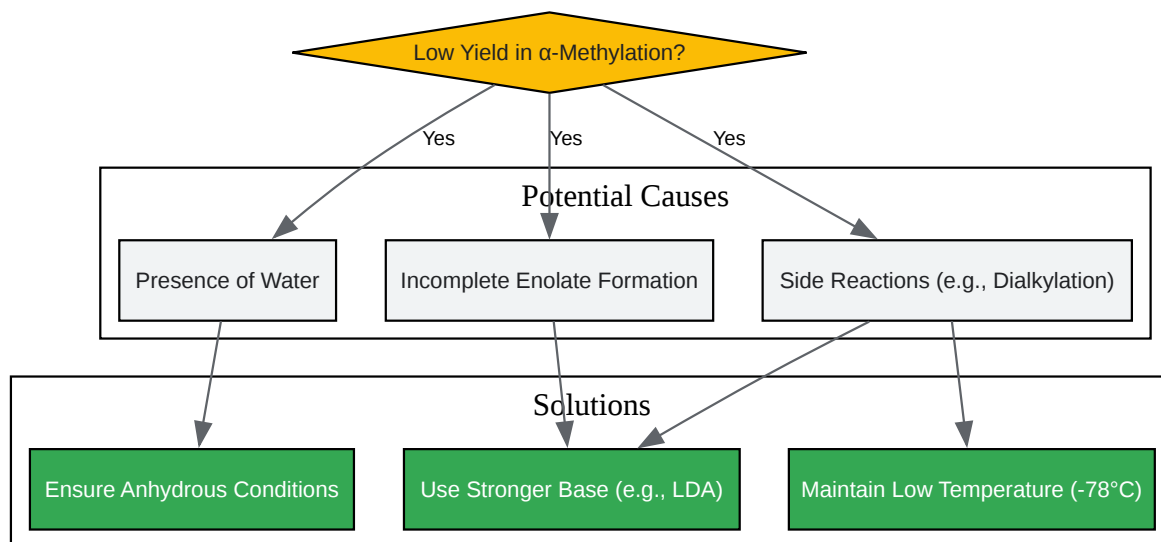 Low Yield in α-Methylation?
Yes
Yes
Yes
Potential Causes
Presence of Water
Incomplete Enolate Formation
Side Reactions (e.g., Dialkylation)
Solutions
Ensure Anhydrous Conditions
Use Stronger Base (e.g., LDA)
Maintain Low Temperature (-78°C)